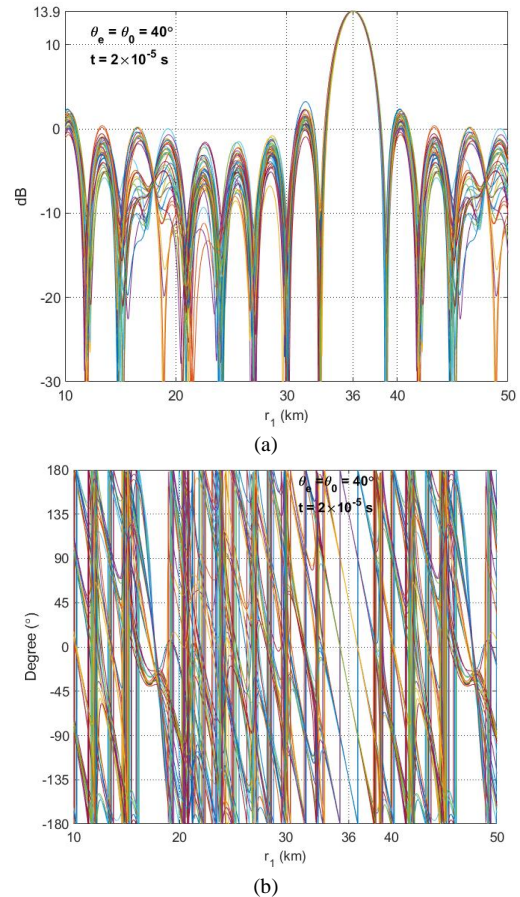 13.9
10
0
-10
-20
-30
dB
θe = θ0 = 40°
t = 2×10-5 s
10 20 30 36 40 50
r1 (km)
(a)
180
135
90
45
0
-45
-90
-135
-180
Degree (°)
θe = θ0 = 40°
t = 2×10-5 s
10 20 30 36 40 50
r1 (km)
(b)